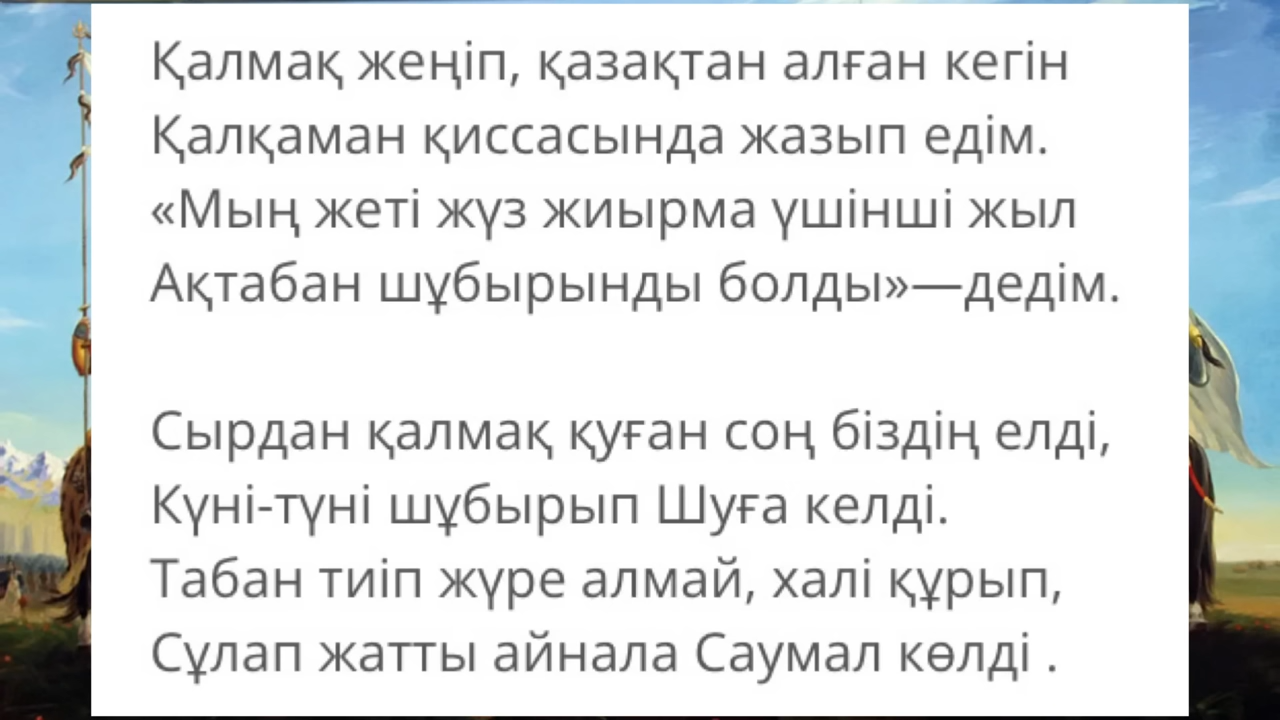 Қалмақ жеңіп, қазақтан алған кегін
Қалқаман қиссасында жазып едім.
«Мың жеті жүз жиырма үшінші жыл
Ақтабан шұбырынды болды»—дедім.
Сырдан қалмақ қуған соң біздің елді,
Күні-түні шұбырып Шуға келді.
Табан тиіп жүре алмай, халі құрып,
Сұлап жатты айнала Саумал көлді .